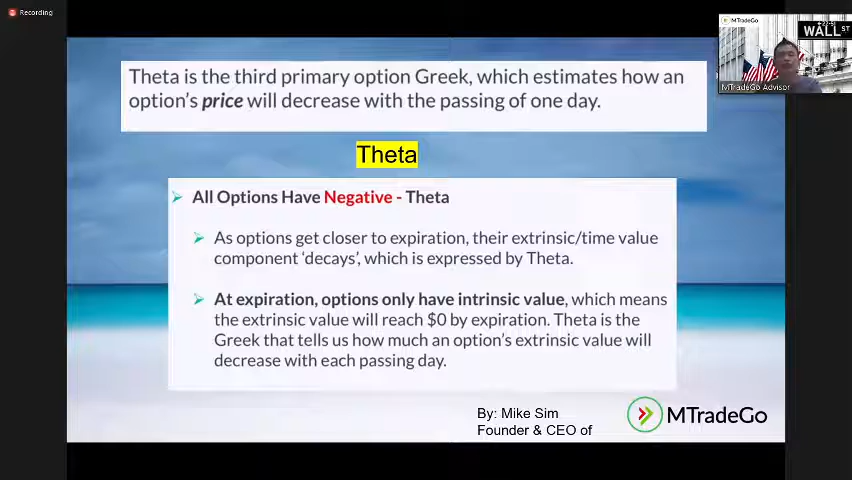 Recording
MTradeGo
WALL ST
MTradeGo Advisor
Theta is the third primary option Greek, which estimates how an
option's price will decrease with the passing of one day.
Theta
All Options Have Negative - Theta
As options get closer to expiration, their extrinsic/time value
component 'decays', which is expressed by Theta.
At expiration, options only have intrinsic value, which means
the extrinsic value will reach $0 by expiration. Theta is the
Greek that tells us how much an option's extrinsic value will
decrease with each passing day.
By: Mike Sim
Founder & CEO of
MTradeGo